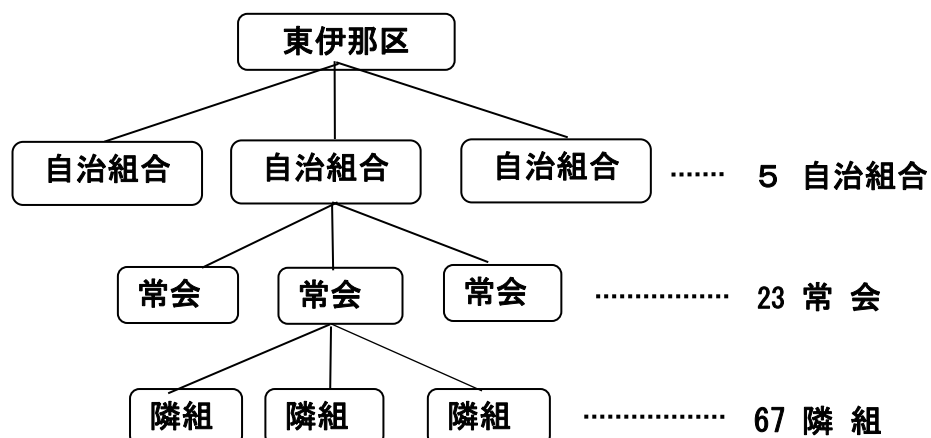 東伊那区
自治組合 自治組合 自治組合 ……… 5 自治組合
常会 常会 常会 ……………… 23 常 会
隣組 隣組 隣組 ……………… 67 隣 組